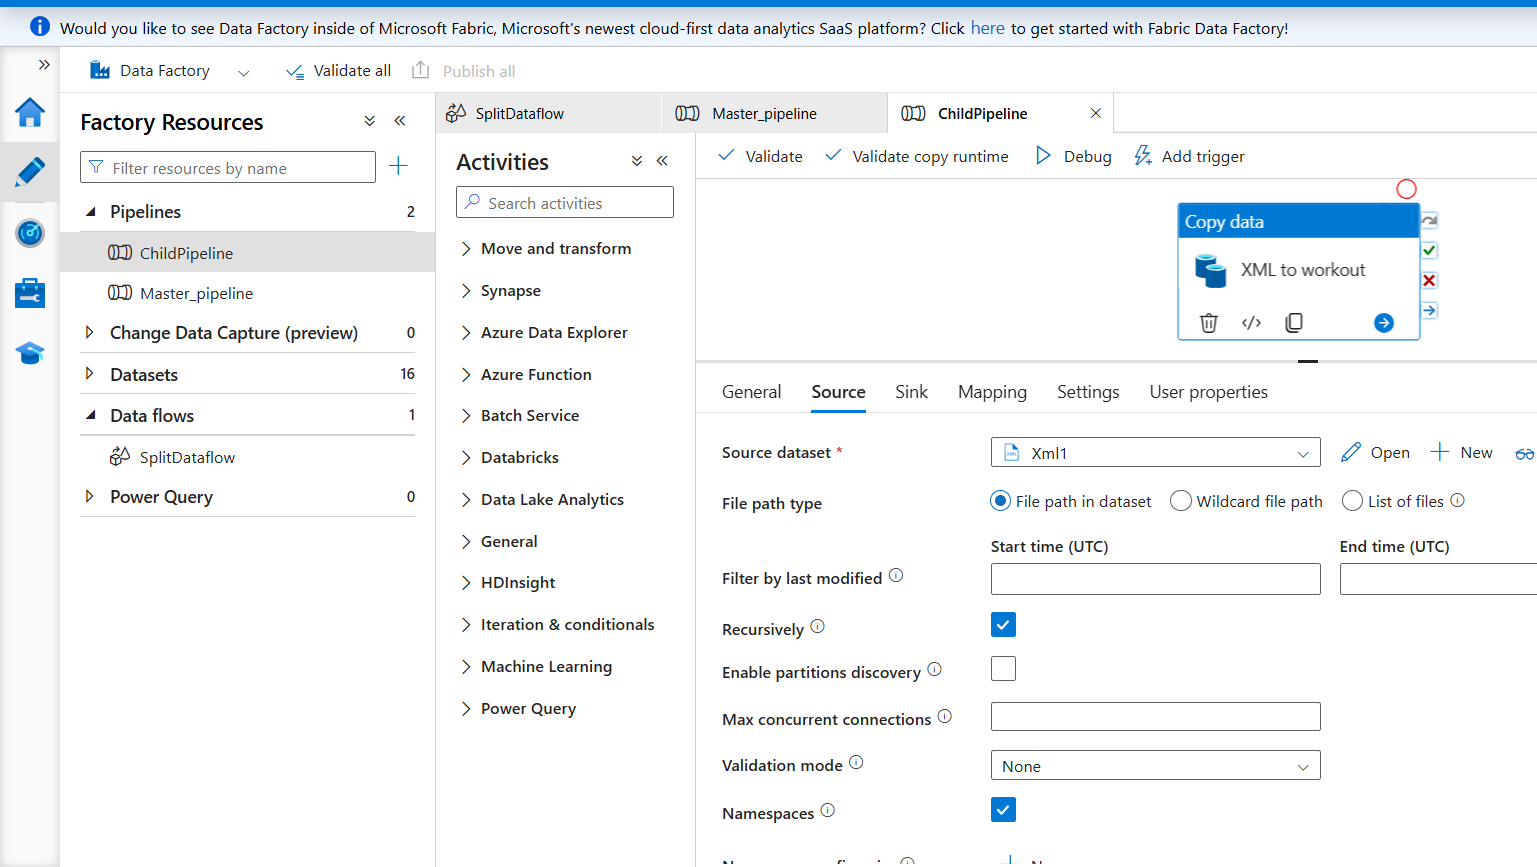 Would you like to see Data Factory inside of Microsoft Fabric, Microsoft's newest cloud-first data analytics SaaS platform? Click here to get started with Fabric Data Factory!
Data Factory
Validate all
Publish all
Factory Resources
Filter resources by name
Pipelines 2
ChildPipeline
Master_pipeline
Change Data Capture (preview) 0
Datasets 16
Data flows 1
SplitDataflow
Power Query 0
SplitDataflow
Master_pipeline
ChildPipeline
Activities
Search activities
Move and transform
Synapse
Azure Data Explorer
Azure Function
Batch Service
Databricks
Data Lake Analytics
General
HDInsight
Iteration & conditionals
Machine Learning
Power Query
Validate
Validate copy runtime
Debug
Add trigger
Copy data
XML to workout
General
Source
Sink
Mapping
Settings
User properties
Source dataset *
Xml1
Open
New
File path type
File path in dataset
Wildcard file path
List of files
Start time (UTC)
End time (UTC)
Filter by last modified
Recursively
Enable partitions discovery
Max concurrent connections
Validation mode
None
Namespaces